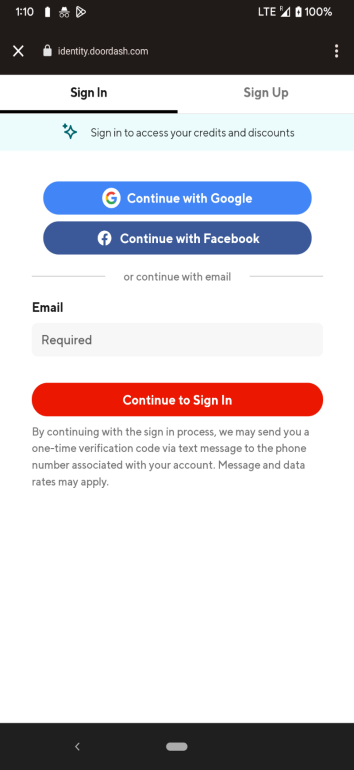 1:10
LTE R 100%
identity.doordash.com
Sign In
Sign Up
Sign in to access your credits and discounts
Continue with Google
Continue with Facebook
or continue with email
Email
Required
Continue to Sign In
By continuing with the sign in process, we may send you a
one-time verification code via text message to the phone
number associated with your account. Message and data
rates may apply.